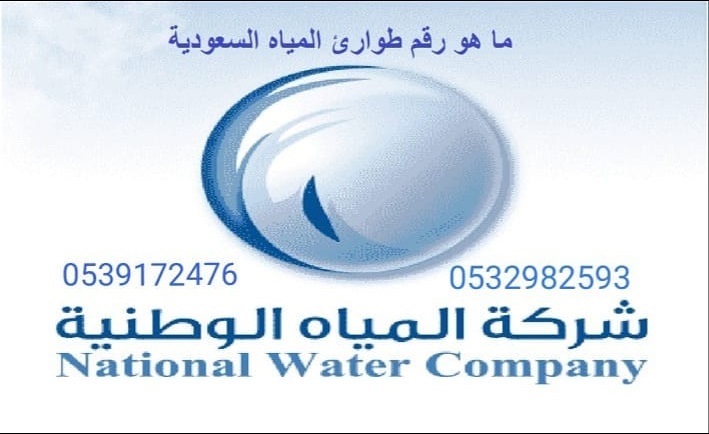 ما هو رقم طوارئ المياه السعودية
0539172476 0532982593
شركة المياه الوطنية
National Water Company